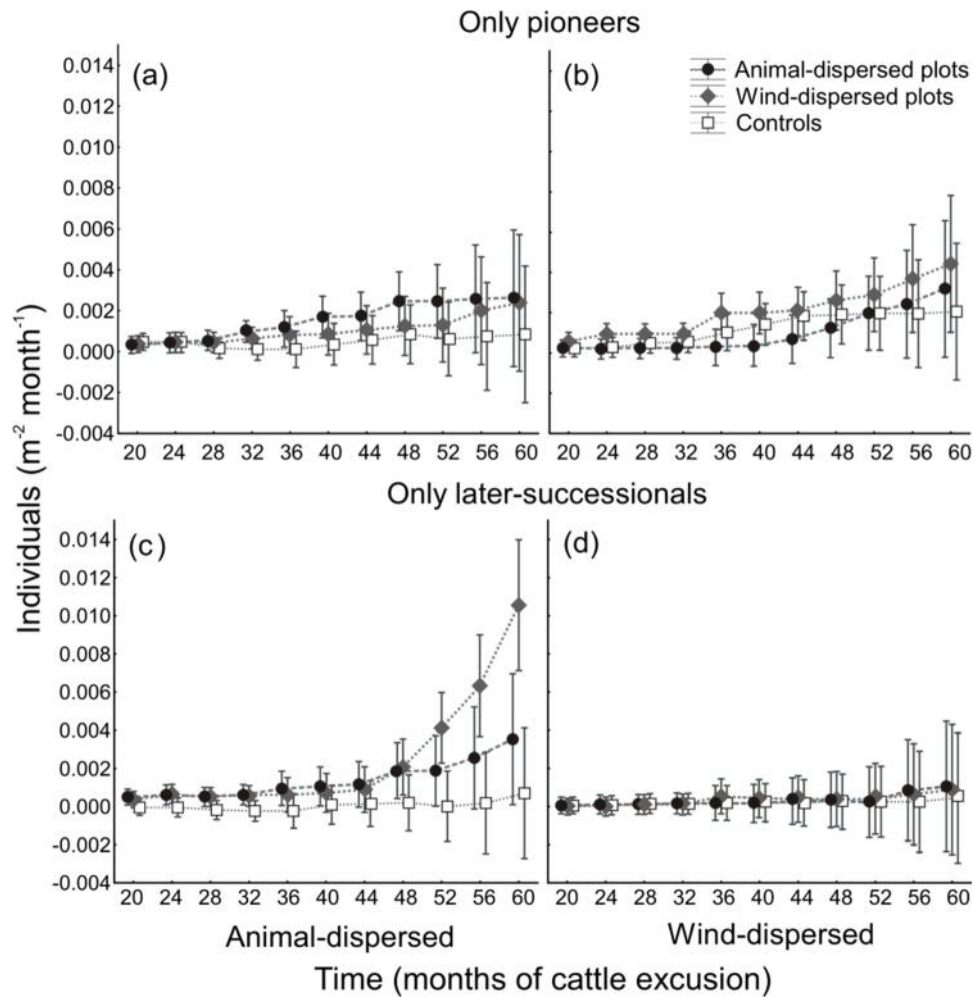 Only pioneers
(a)
(b)
Animal-dispersed plots
Wind-dispersed plots
Controls
0.014
0.012
0.010
0.008
0.006
0.004
0.002
0.000
-0.002
-0.004
20 24 28 32 36 40 44 48 52 56 60
20 24 28 32 36 40 44 48 52 56 60
Individuals (m⁻² month⁻¹)
Only later-successionals
(c)
(d)
0.014
0.012
0.010
0.008
0.006
0.004
0.002
0.000
-0.002
-0.004
20 24 28 32 36 40 44 48 52 56 60
20 24 28 32 36 40 44 48 52 56 60
Animal-dispersed
Wind-dispersed
Time (months of cattle excusion)